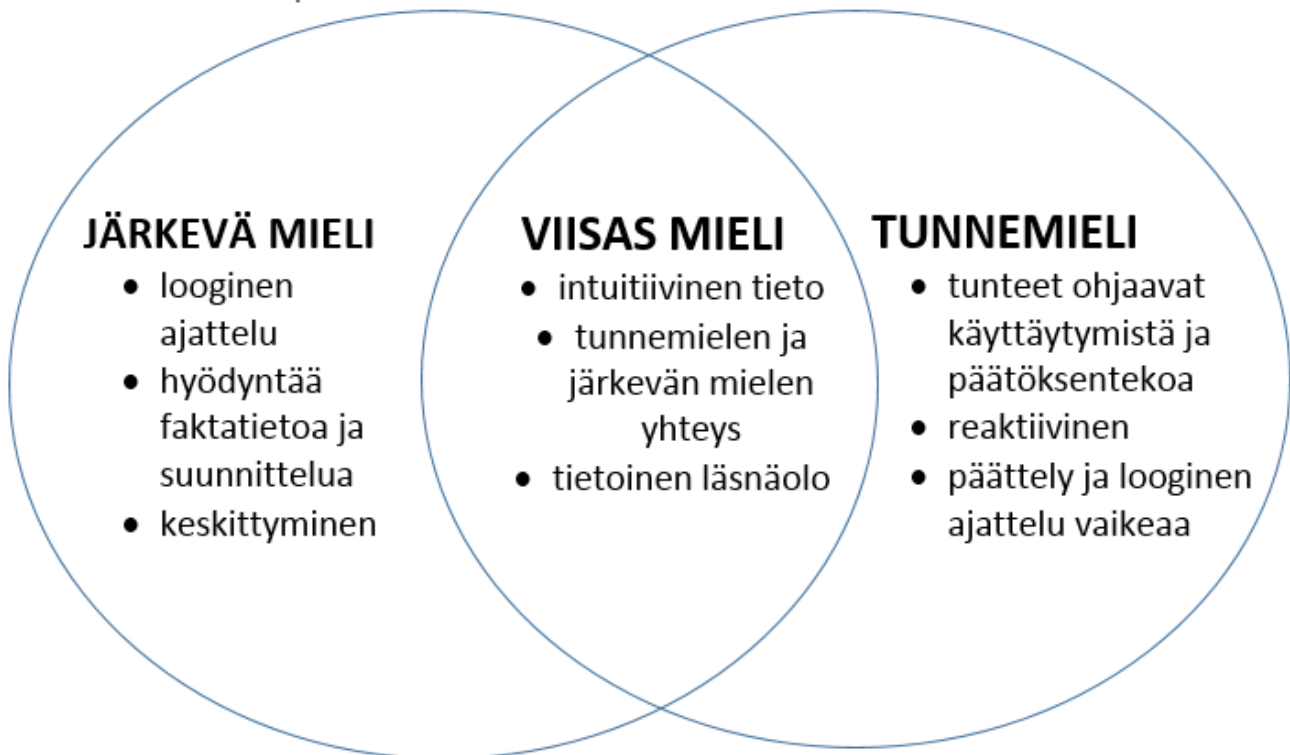 JÄRKEVÄ MIELI
• looginen
ajattelu
• hyödyntää
faktatietoa ja
suunnittelua
• keskittyminen
VIISAS MIELI
• intuitiivinen tieto
• tunnemielen ja
järkevän mielen
yhteys
• tietoinen läsnäolo
TUNNEMIELI
• tunteet ohjaavat
käyttäytymistä ja
päätöksentekoa
• reaktiivinen
• päättely ja looginen
ajattelu vaikeaa